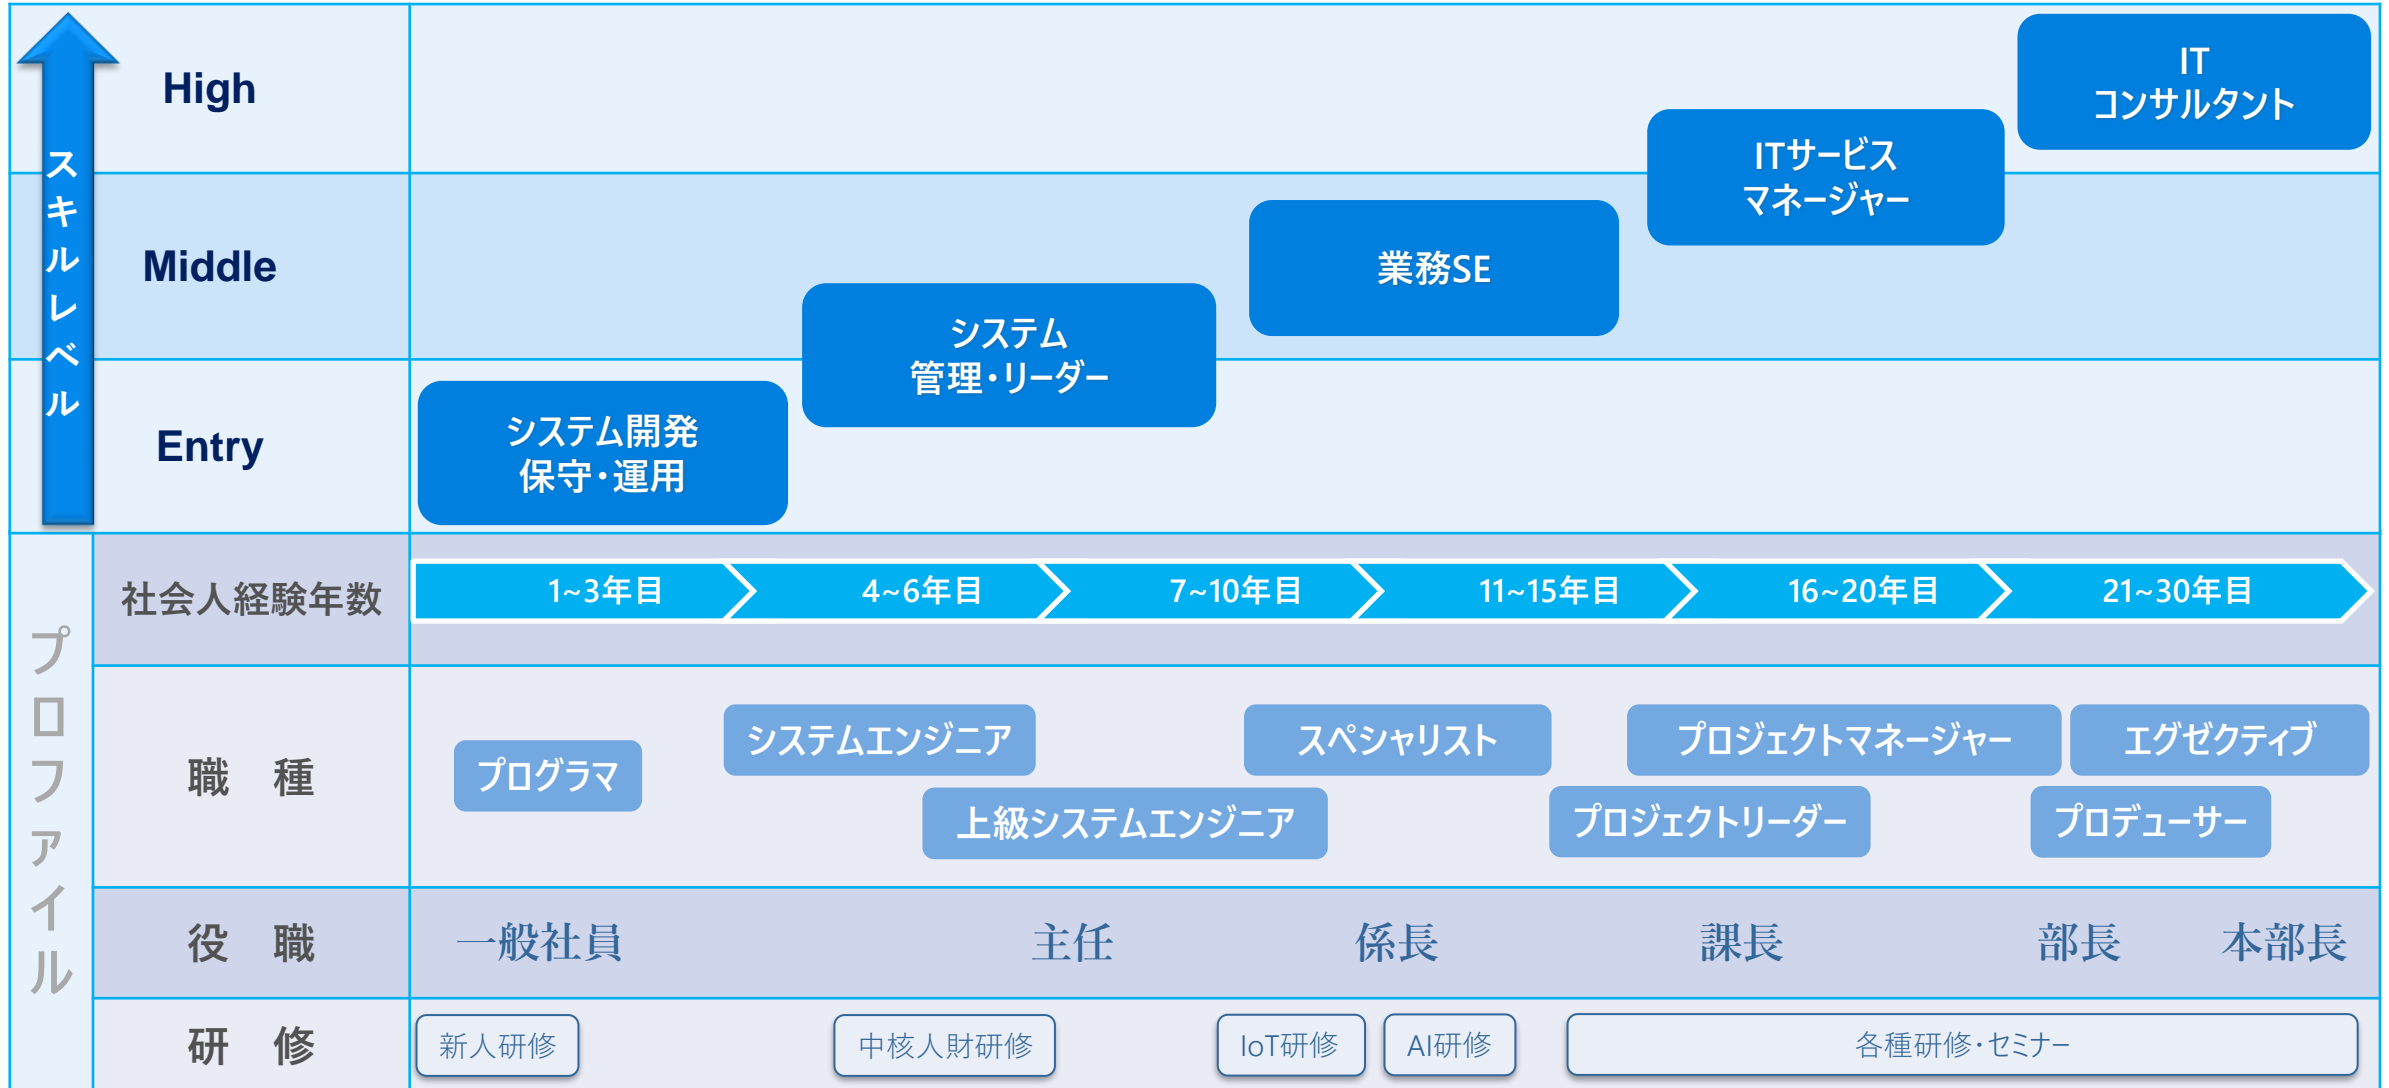 スキルレベル
High
IT
コンサルタント
ITサービス
マネージャー
Middle
業務SE
システム
管理・リーダー
Entry
システム開発
保守・運用
プロファイル
社会人経験年数
1~3年目
4~6年目
7~10年目
11~15年目
16~20年目
21~30年目
職　種
プログラマ
システムエンジニア
上級システムエンジニア
スペシャリスト
プロジェクトリーダー
プロジェクトマネージャー
プロデューサー
エグゼクティブ
役　職
一般社員
主任
係長
課長
部長
本部長
研　修
新人研修
中核人財研修
IoT研修
AI研修
各種研修・セミナー